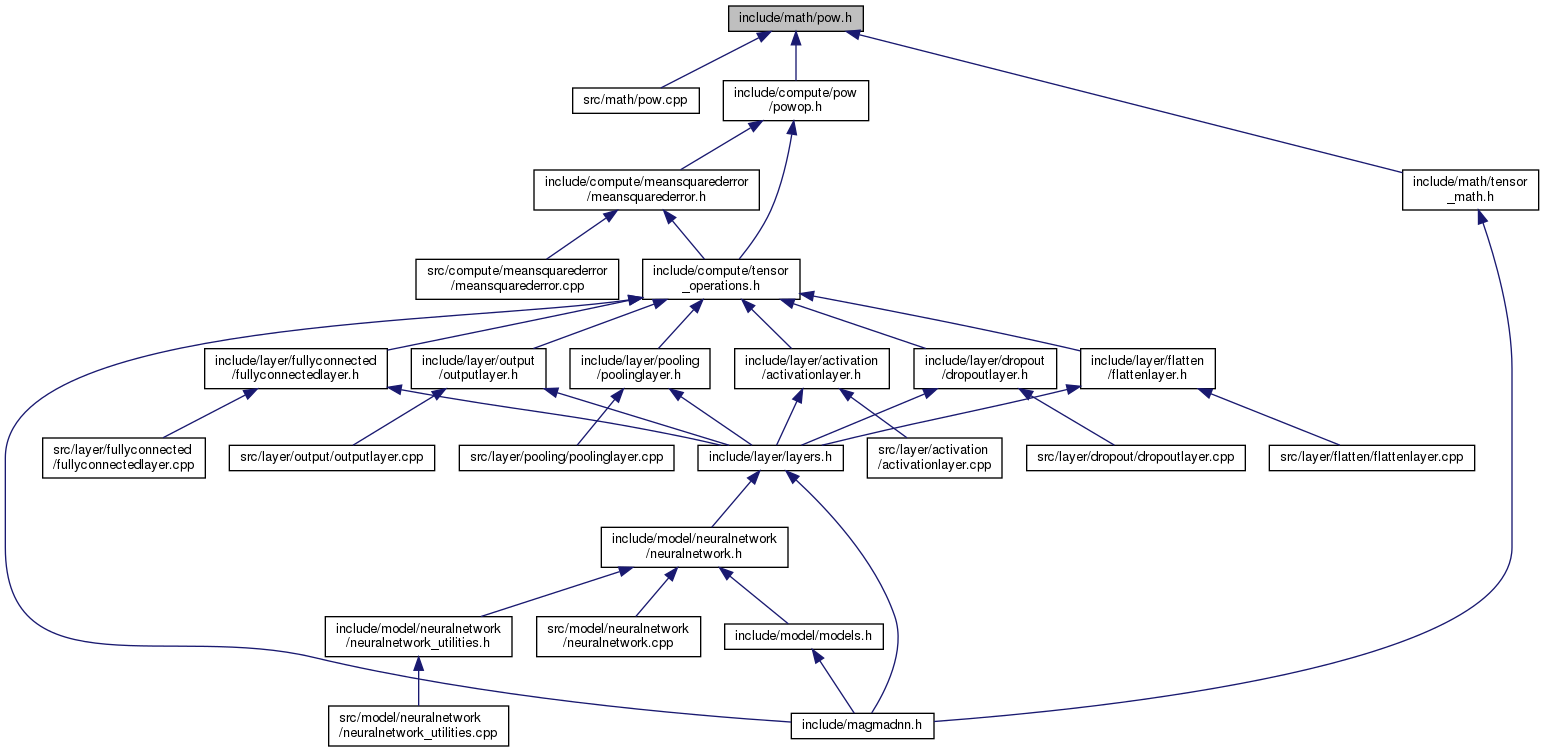 include/math/pow.h
src/math/pow.cpp
include/compute/pow
/powop.h
include/compute/meansquarederror
/meansquarederror.h
include/math/tensor
_math.h
src/compute/meansquarederror
/meansquarederror.cpp
include/compute/tensor
_operations.h
include/layer/fullyconnected
/fullyconnectedlayer.h
include/layer/output
/outputlayer.h
include/layer/pooling
/poolinglayer.h
include/layer/activation
/activationlayer.h
include/layer/dropout
/dropoutlayer.h
include/layer/flatten
/flattenlayer.h
src/layer/fullyconnected
/fullyconnectedlayer.cpp
src/layer/output/outputlayer.cpp
src/layer/pooling/poolinglayer.cpp
include/layer/layers.h
src/layer/activation
/activationlayer.cpp
src/layer/dropout/dropoutlayer.cpp
src/layer/flatten/flattenlayer.cpp
include/model/neuralnetwork
/neuralnetwork.h
include/model/neuralnetwork
/neuralnetwork_utilities.h
src/model/neuralnetwork
/neuralnetwork.cpp
include/model/models.h
src/model/neuralnetwork
/neuralnetwork_utilities.cpp
include/magmadnn.h